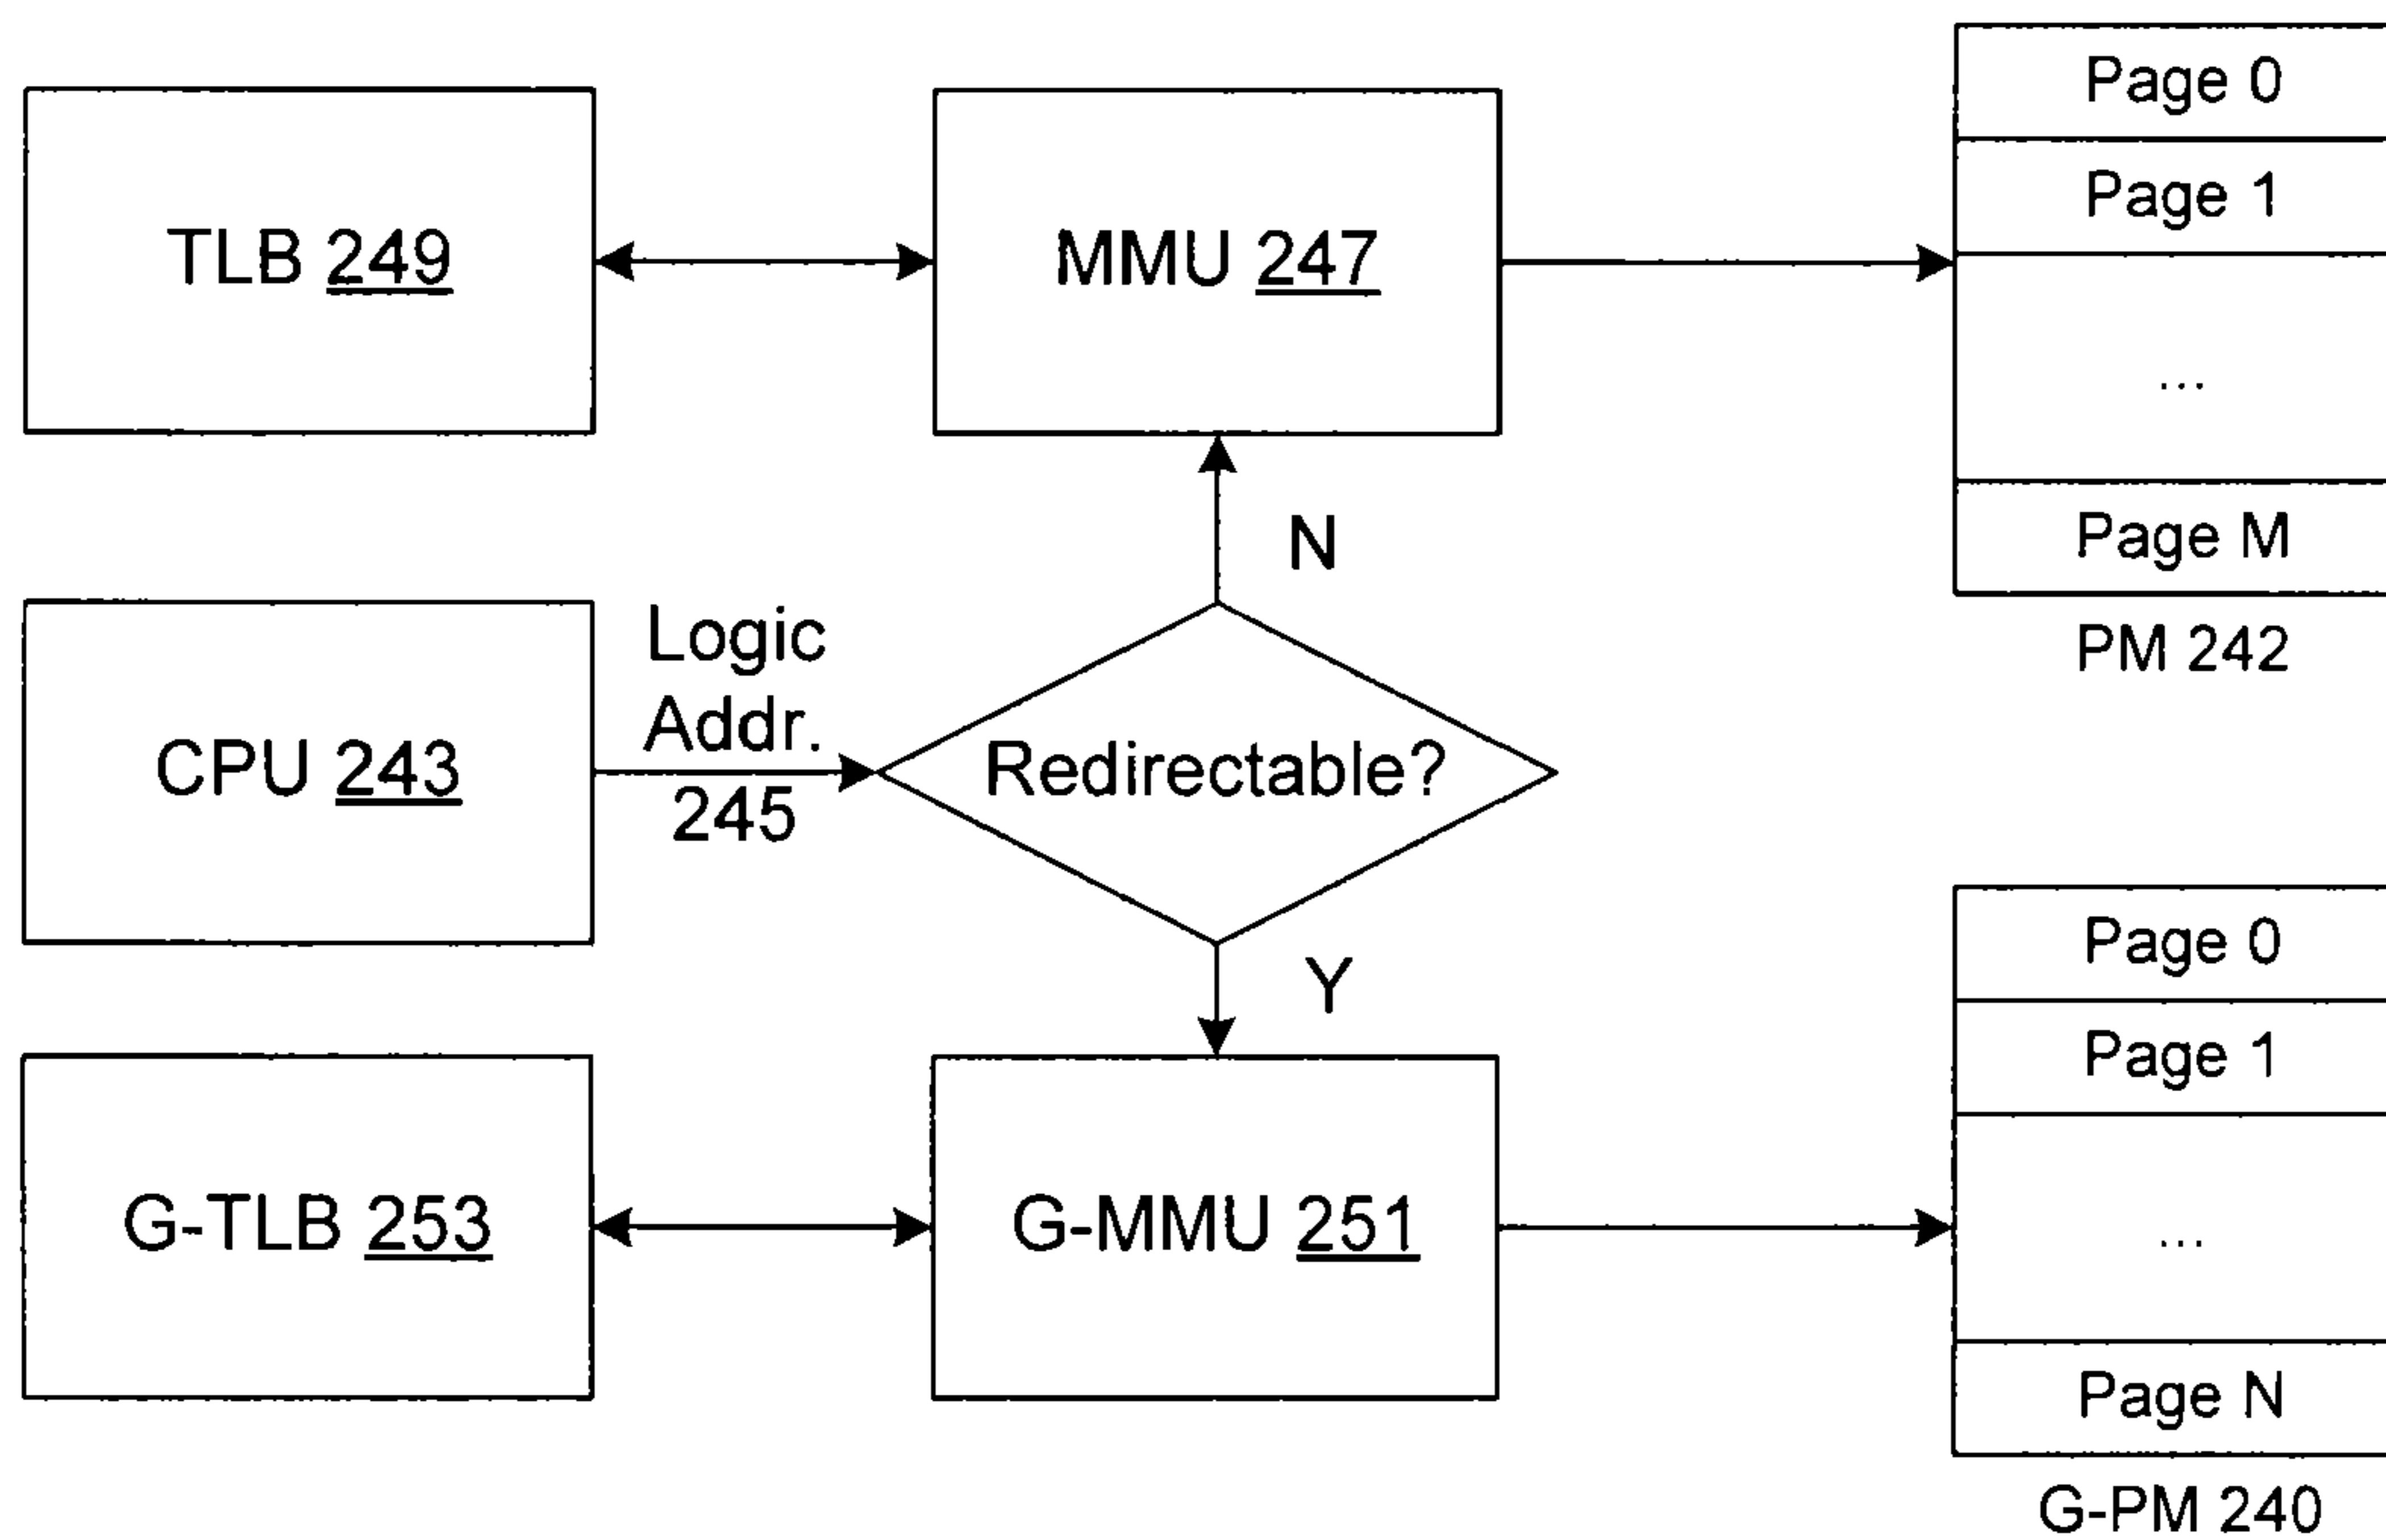 Page 0
Page 1
TLB 249
MMU 247
...
Page M
N
PM 242
Logic
Addr.
245
CPU 243
Redirectable?
Y
Page 0
Page 1
G-TLB 253
G-MMU 251
...
Page N
G-PM 240